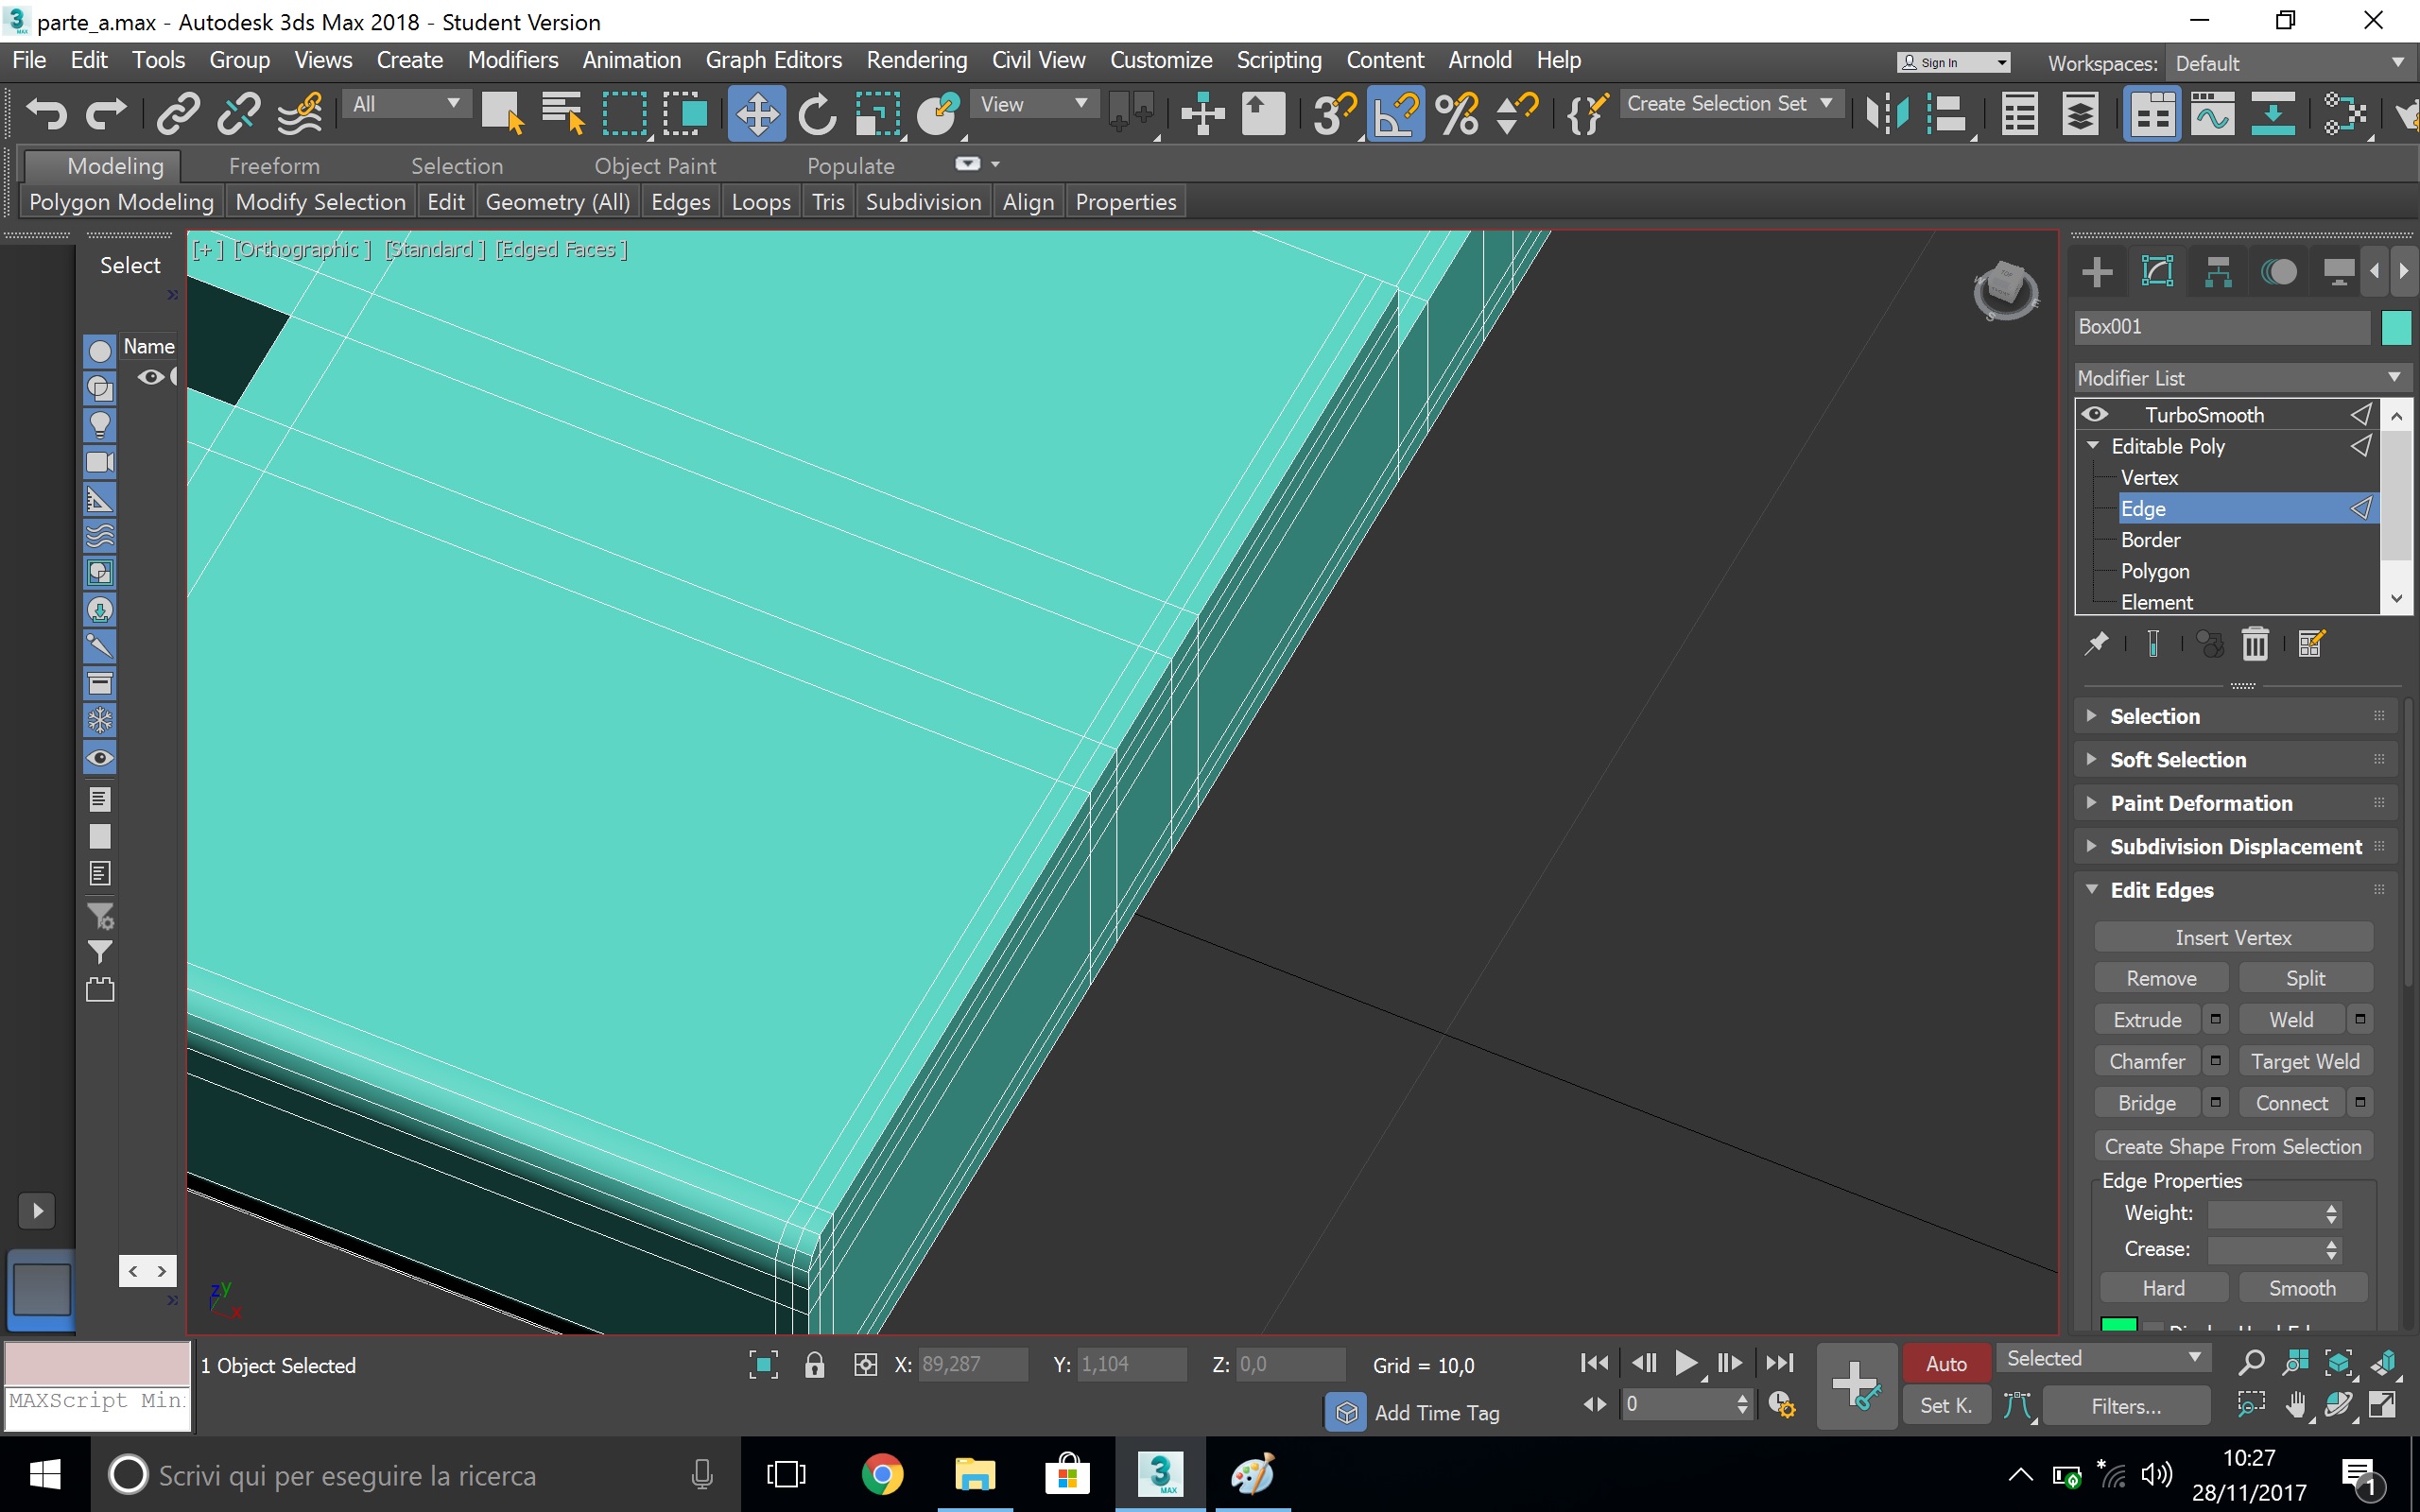 parte_a.max - Autodesk 3ds Max 2018 - Student Version
File Edit Tools Group Views Create Modifiers Animation Graph Editors Rendering Civil View Customize Scripting Content Arnold Help
Sign In
Workspaces: Default
All
View
Create Selection Set
Modeling Freeform Selection Object Paint Populate
Polygon Modeling Modify Selection Edit Geometry (All) Edges Loops Tris Subdivision Align Properties
Select
Name
[+] [Orthographic ] [Standard ] [Edged Faces ]
Box001
Modifier List
TurboSmooth
Editable Poly
Vertex
Edge
Border
Polygon
Element
Selection
Soft Selection
Paint Deformation
Subdivision Displacement
Edit Edges
Insert Vertex
Remove Split
Extrude Weld
Chamfer Target Weld
Bridge Connect
Create Shape From Selection
Edge Properties
Weight:
Crease:
Hard Smooth
z y x
1 Object Selected
X: 89,287 Y: 1,104 Z: 0,0 Grid = 10,0
Auto Selected
MAXScript Min
Add Time Tag
0
Set K. Filters...
Scrivi qui per eseguire la ricerca
10:27
28/11/2017
1